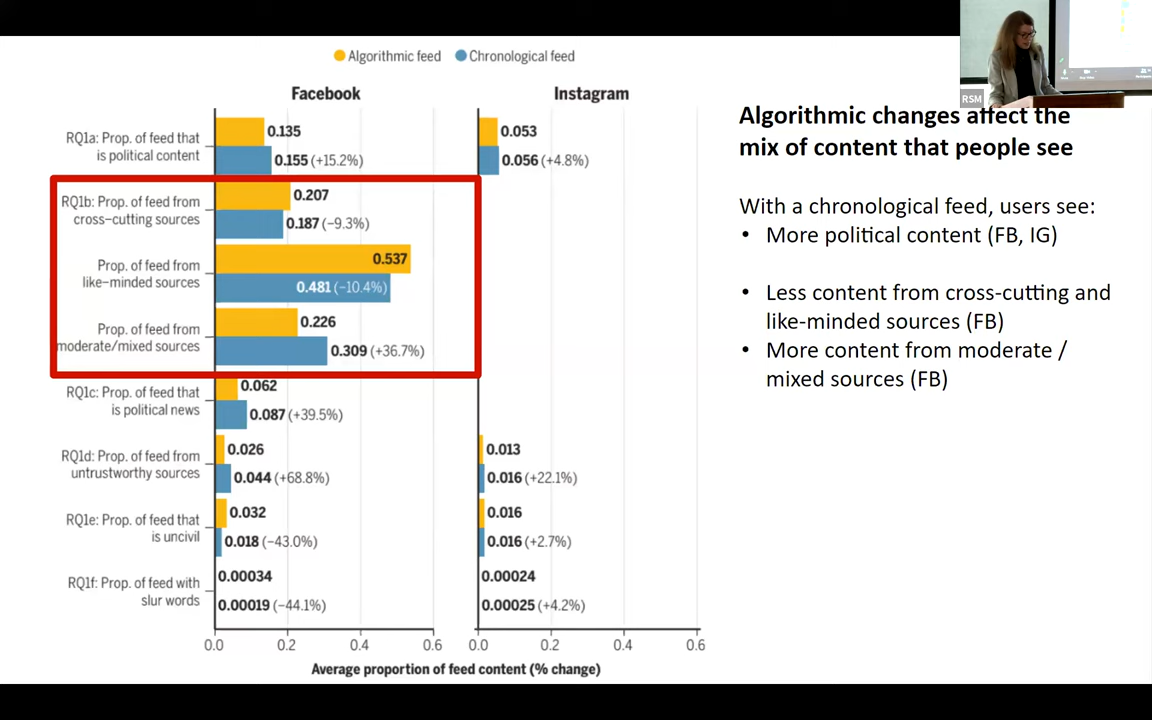 Algorithmic feed
Chronological feed
Facebook
Instagram
RQ1a: Prop. of feed that
is political content
0.135
0.155 (+15.2%)
0.053
0.056 (+4.8%)
RQ1b: Prop. of feed from
cross-cutting sources
0.207
0.187 (−9.3%)
Prop. of feed from
like-minded sources
0.537
0.481 (−10.4%)
Prop. of feed from
moderate/mixed sources
0.226
0.309 (+36.7%)
RQ1c: Prop. of feed that
is political news
0.062
0.087 (+39.5%)
RQ1d: Prop. of feed from
untrustworthy sources
0.026
0.044 (+68.8%)
0.013
0.016 (+22.1%)
RQ1e: Prop. of feed that
is uncivil
0.032
0.018 (−43.0%)
0.016
0.016 (+2.7%)
RQ1f: Prop. of feed with
slur words
0.00034
0.00019 (−44.1%)
0.00024
0.00025 (+4.2%)
0.0 0.2 0.4 0.6
0.0 0.2 0.4 0.6
Average proportion of feed content (% change)
RSM
Algorithmic changes affect the
mix of content that people see
With a chronological feed, users see:
• More political content (FB, IG)
• Less content from cross-cutting and
like-minded sources (FB)
• More content from moderate /
mixed sources (FB)